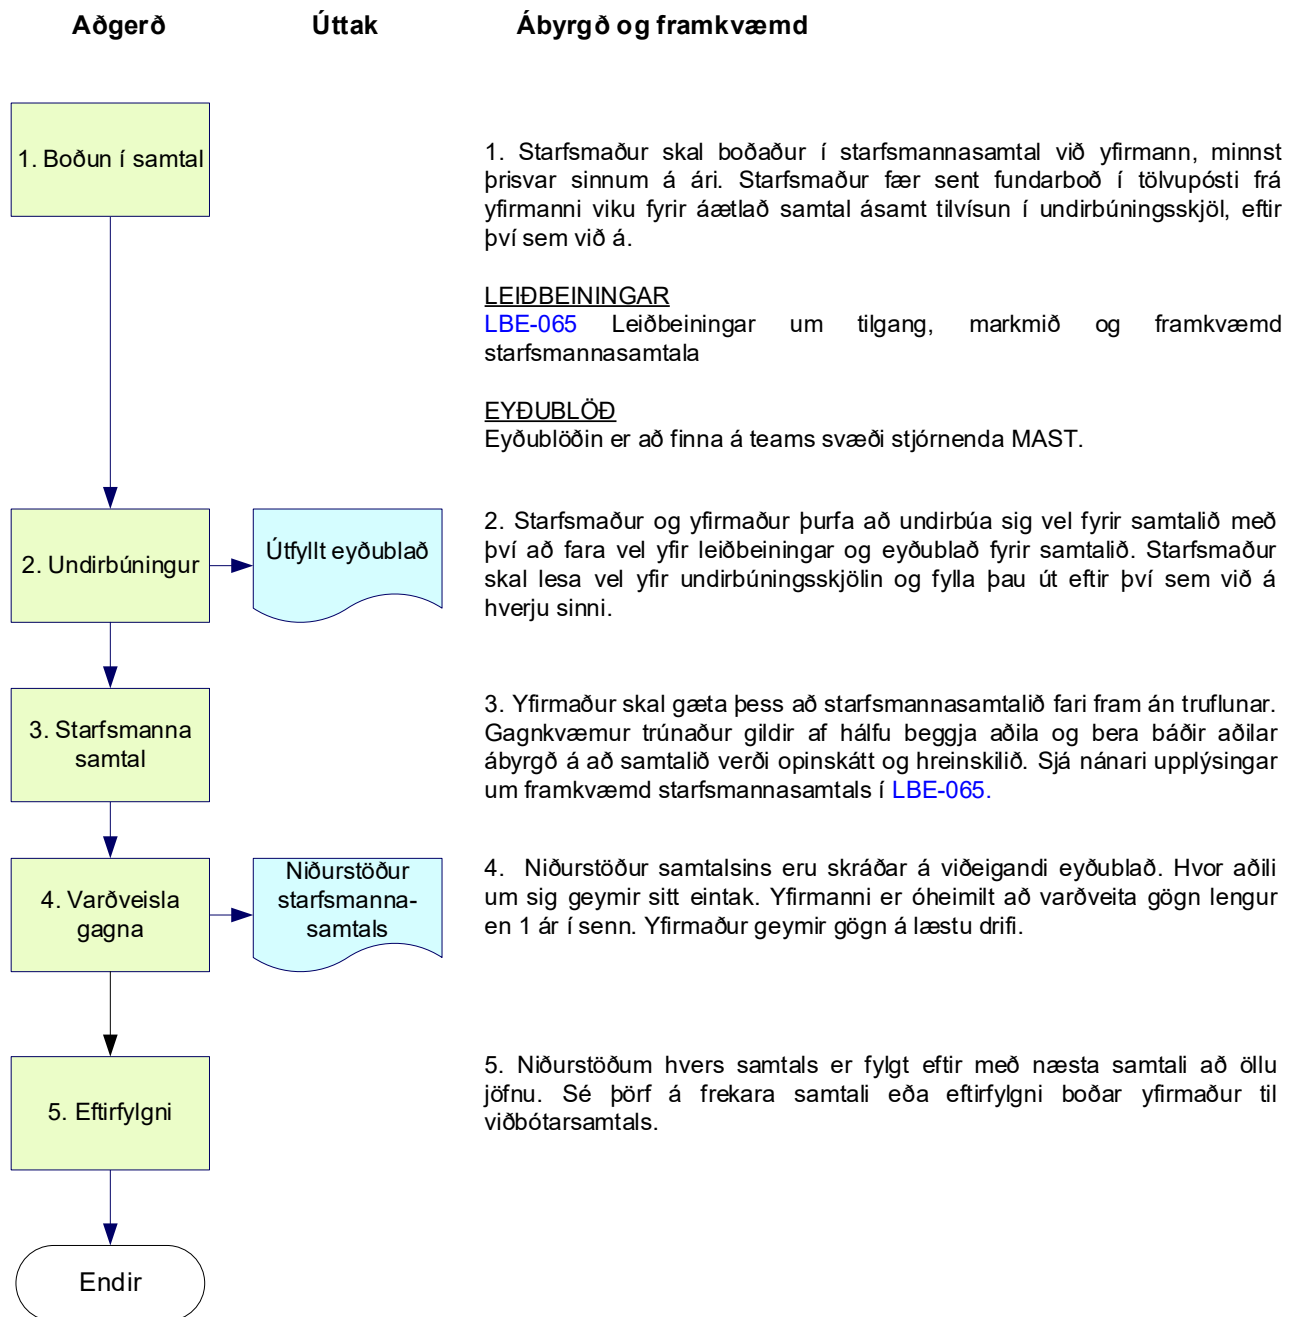 Aðgerð Úttak Ábyrgð og framkvæmd
1. Boðun í samtal
1. Starfsmaður skal boðaður í starfsmannasamtal við yfirmann, minnst
þrisvar sinnum á ári. Starfsmaður fær sent fundarboð í tölvupósti frá
yfirmanni viku fyrir áætlað samtal ásamt tilvísun í undirbúningsskjöl, eftir
því sem við á.
LEIÐBEININGAR
LBE-065 Leiðbeiningar um tilgang, markmið og framkvæmd
starfsmannasamtala
EYÐUBLÖÐ
Eyðublöðin er að finna á teams svæði stjórnenda MAST.
2. Undirbúningur
Útfyllt eyðublað
2. Starfsmaður og yfirmaður þurfa að undirbúa sig vel fyrir samtalið með
því að fara vel yfir leiðbeiningar og eyðublað fyrir samtalið. Starfsmaður
skal lesa vel yfir undirbúningsskjölin og fylla þau út eftir því sem við á
hverju sinni.
3. Starfsmanna
samtal
3. Yfirmaður skal gæta þess að starfsmannasamtalið fari fram án truflunar.
Gagnkvæmur trúnaður gildir af hálfu beggja aðila og bera báðir aðilar
ábyrgð á að samtalið verði opinskátt og hreinskilið. Sjá nánari upplýsingar
um framkvæmd starfsmannasamtals í LBE-065.
4. Varðveisla
gagna
Niðurstöður
starfsmanna-
samtals
4. Niðurstöður samtalsins eru skráðar á viðeigandi eyðublað. Hvor aðili
um sig geymir sitt eintak. Yfirmanni er óheimilt að varðveita gögn lengur
en 1 ár í senn. Yfirmaður geymir gögn á læstu drifi.
5. Eftirfylgni
5. Niðurstöðum hvers samtals er fylgt eftir með næsta samtali að öllu
jöfnu. Sé þörf á frekara samtali eða eftirfylgni boðar yfirmaður til
viðbótarsamtals.
Endir